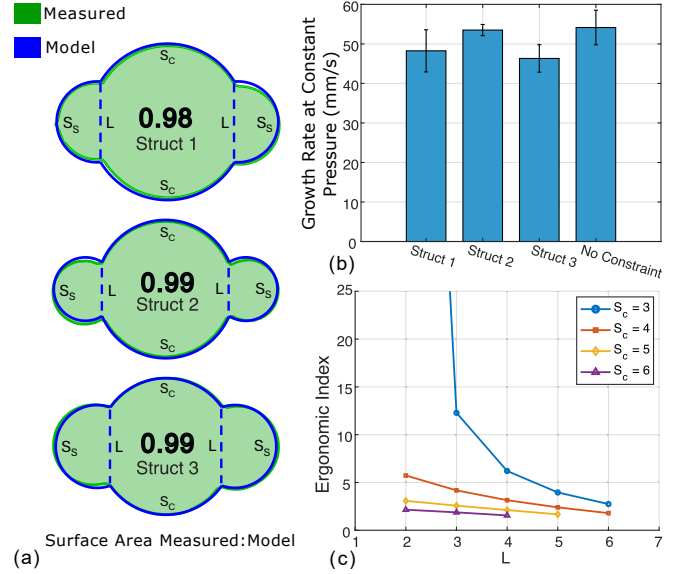 Measured
Model
S_C
S_S
L
0.98
Struct 1
L
S_S
S_C
S_C
S_S
L
0.99
Struct 2
L
S_S
S_C
S_C
S_S
L
0.99
Struct 3
L
S_S
S_C
(a)
Surface Area Measured:Model
Growth Rate at Constant
Pressure (mm/s)
60
50
40
30
20
10
0
Struct 1
Struct 2
Struct 3
No Constraint
(b)
Ergonomic Index
25
20
15
10
5
0
1
2
3
4
5
6
7
L
S_c = 3
S_c = 4
S_c = 5
S_c = 6
(c)